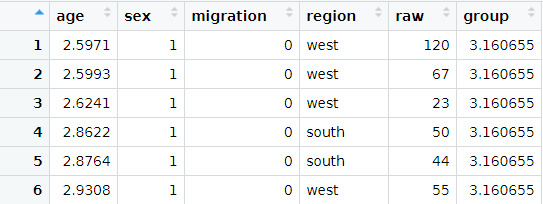 age sex migration region raw group
1 2.5971 1 0 west 120 3.160655
2 2.5993 1 0 west 67 3.160655
3 2.6241 1 0 west 23 3.160655
4 2.8622 1 0 south 50 3.160655
5 2.8764 1 0 south 44 3.160655
6 2.9308 1 0 west 55 3.160655